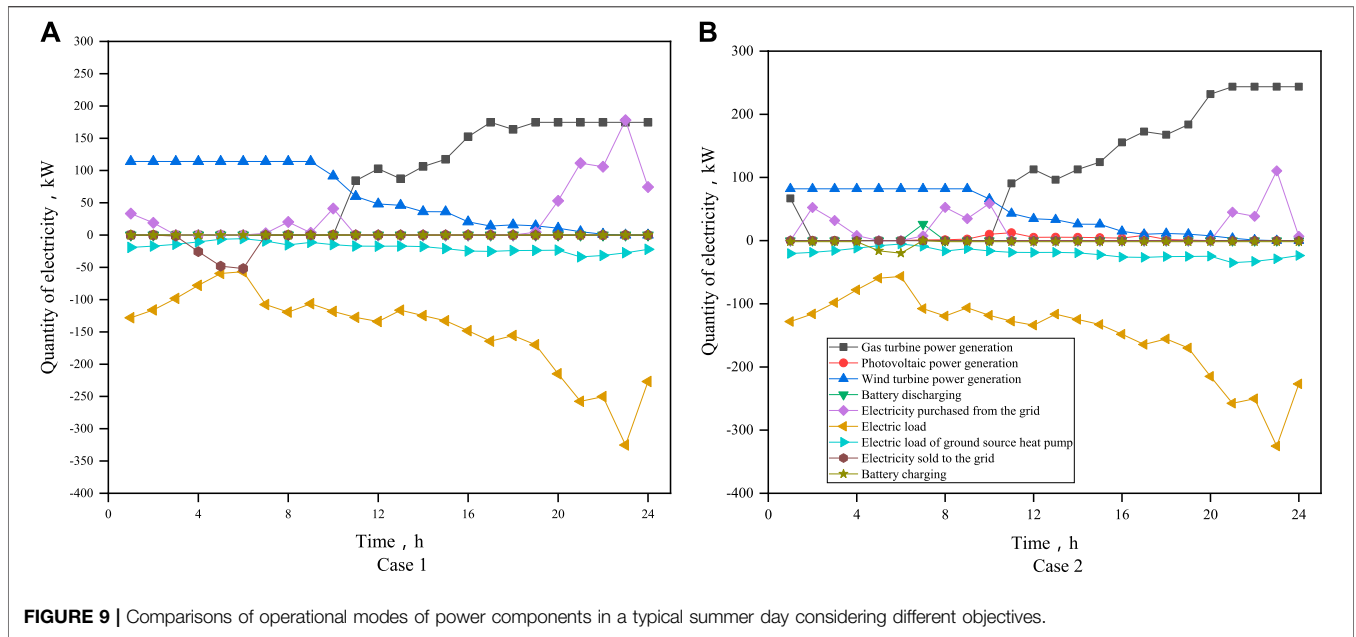 A
300
250
200
150
100
50
0
-50
-100
-150
-200
-250
-300
-350
-400
Quantity of electricity , kW
0 4 8 12 16 20 24
Time , h
Case 1
B
300
200
100
0
-100
-200
-300
-400
Quantity of electricity , kW
Gas turbine power generation
Photovoltaic power generation
Wind turbine power generation
Battery discharging
Electricity purchased from the grid
Electric load
Electric load of ground source heat pump
Electricity sold to the grid
Battery charging
0 4 8 12 16 20 24
Time , h
Case 2
FIGURE 9 | Comparisons of operational modes of power components in a typical summer day considering different objectives.